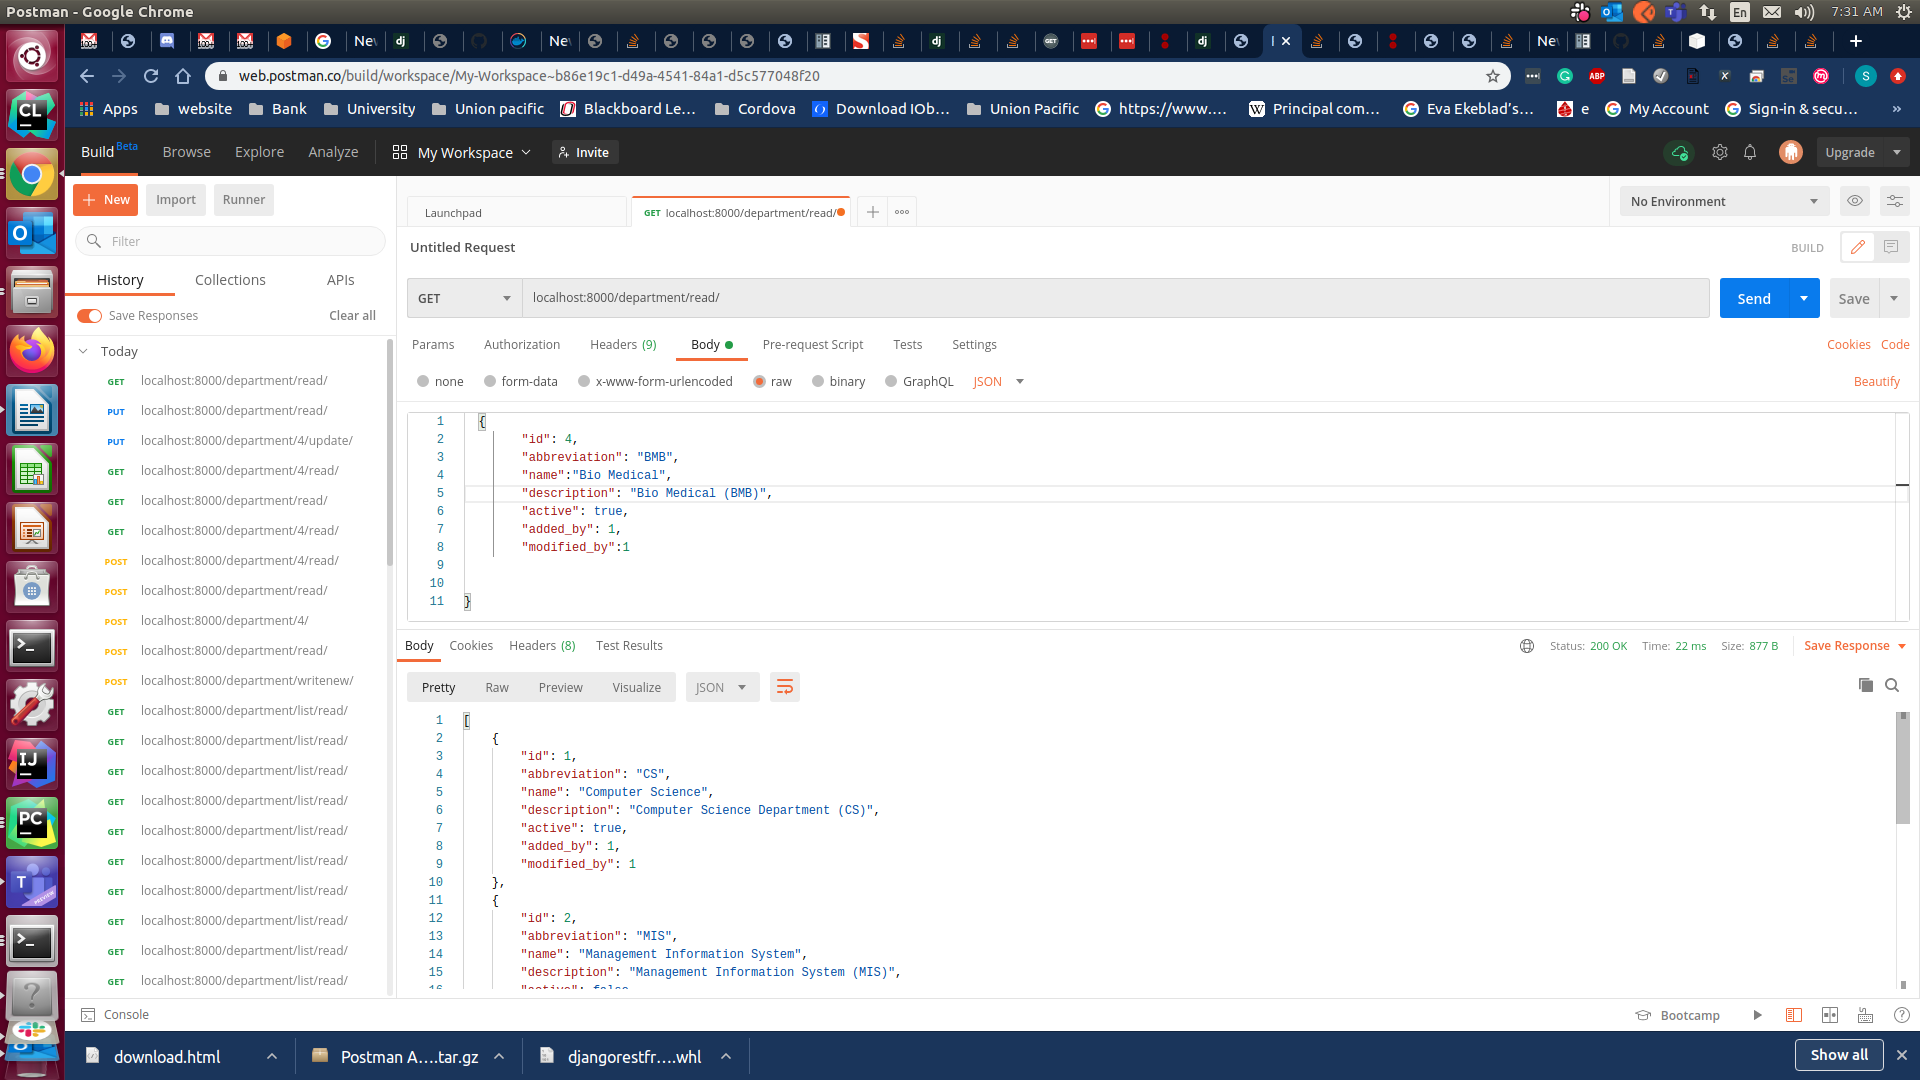 Postman - Google Chrome
En
7:31 AM
web.postman.co/build/workspace/My-Workspace~b86e19c1-d49a-4541-84a1-d5c577048f20
Apps
website
Bank
University
Union pacific
Blackboard Le...
Cordova
Download IOb...
Union Pacific
https://www....
Principal com...
Eva Ekeblad's...
e
My Account
Sign-in & secu...
»
Build Beta
Browse
Explore
Analyze
My Workspace
Invite
Upgrade
+ New
Import
Runner
Launchpad
GET localhost:8000/department/read/
No Environment
Filter
Untitled Request
BUILD
History
Collections
APIs
GET
localhost:8000/department/read/
Send
Save
Save Responses
Clear all
Params
Authorization
Headers (9)
Body
Pre-request Script
Tests
Settings
Cookies
Code
none
form-data
x-www-form-urlencoded
raw
binary
GraphQL
JSON
Beautify
Today
GET localhost:8000/department/read/
PUT localhost:8000/department/read/
PUT localhost:8000/department/4/update/
GET localhost:8000/department/4/read/
GET localhost:8000/department/read/
GET localhost:8000/department/4/read/
POST localhost:8000/department/4/read/
POST localhost:8000/department/read/
POST localhost:8000/department/4/
POST localhost:8000/department/read/
POST localhost:8000/department/writenew/
GET localhost:8000/department/list/read/
GET localhost:8000/department/list/read/
GET localhost:8000/department/list/read/
GET localhost:8000/department/list/read/
GET localhost:8000/department/list/read/
GET localhost:8000/department/list/read/
GET localhost:8000/department/list/read/
GET localhost:8000/department/list/read/
GET localhost:8000/department/list/read/
GET localhost:8000/department/list/read/
1 {
2 "id": 4,
3 "abbreviation": "BMB",
4 "name":"Bio Medical",
5 "description": "Bio Medical (BMB)",
6 "active": true,
7 "added_by": 1,
8 "modified_by":1
9
10
11 }
Body
Cookies
Headers (8)
Test Results
Status: 200 OK
Time: 22 ms
Size: 877 B
Save Response
Pretty
Raw
Preview
Visualize
JSON
1 [
2 {
3 "id": 1,
4 "abbreviation": "CS",
5 "name": "Computer Science",
6 "description": "Computer Science Department (CS)",
7 "active": true,
8 "added_by": 1,
9 "modified_by": 1
10 },
11 {
12 "id": 2,
13 "abbreviation": "MIS",
14 "name": "Management Information System",
15 "description": "Management Information System (MIS)",
16 "active": false
Console
Bootcamp
download.html
Postman A....tar.gz
djangorestfr....whl
Show all